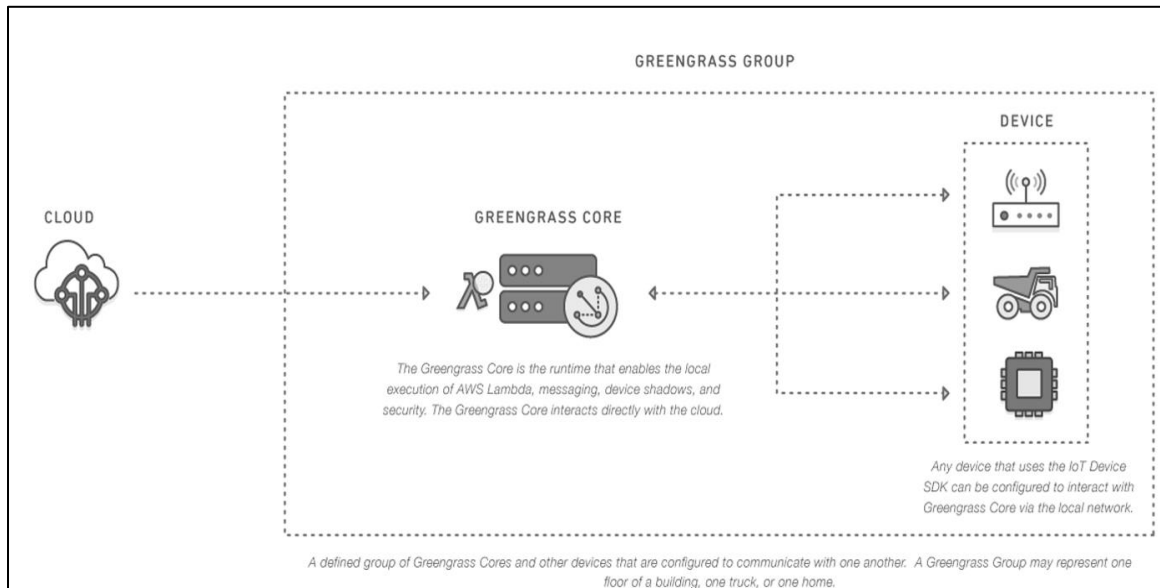 GREENGRASS GROUP
DEVICE
CLOUD
GREENGRASS CORE
The Greengrass Core is the runtime that enables the local
execution of AWS Lambda, messaging, device shadows, and
security. The Greengrass Core interacts directly with the cloud.
Any device that uses the IoT Device
SDK can be configured to interact with
Greengrass Core via the local network.
A defined group of Greengrass Cores and other devices that are configured to communicate with one another. A Greengrass Group may represent one
floor of a building, one truck, or one home.